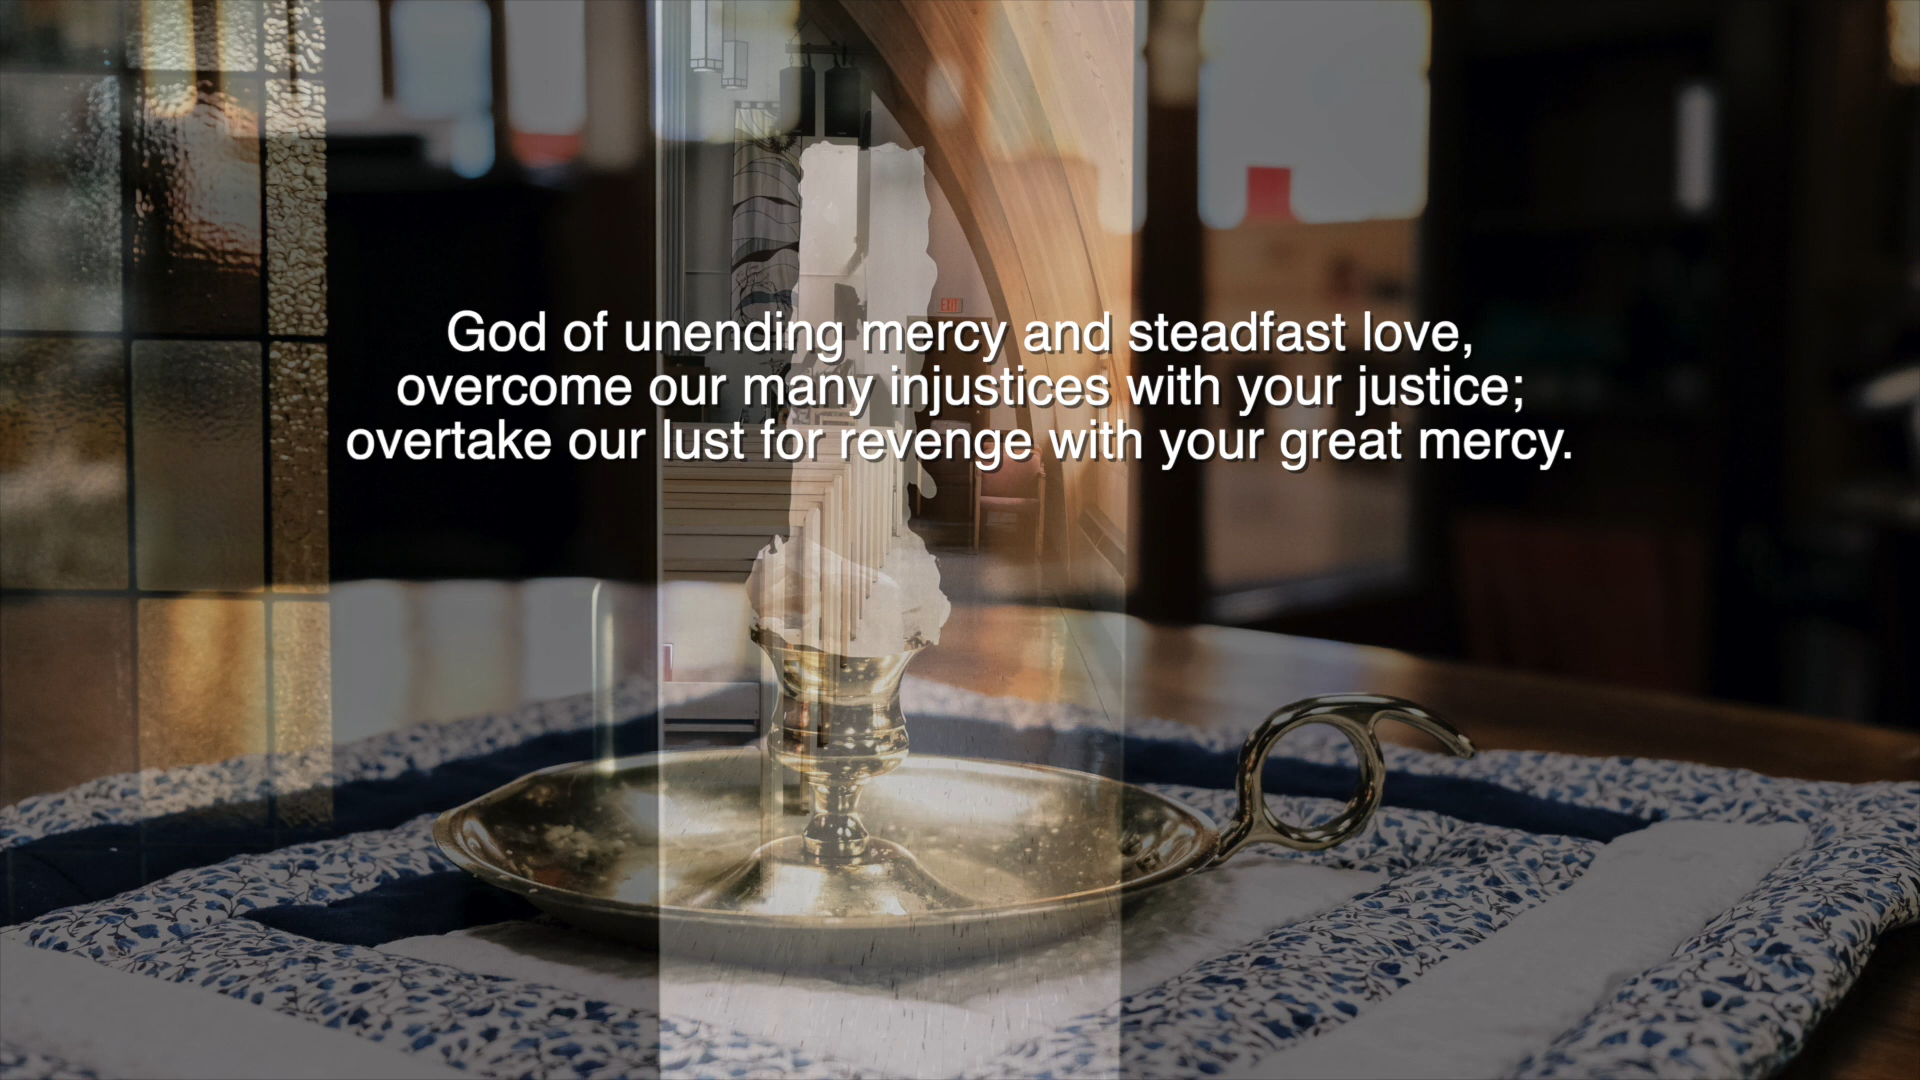 EXIT
God of unending mercy and steadfast love,
overcome our many injustices with your justice;
overtake our lust for revenge with your great mercy.